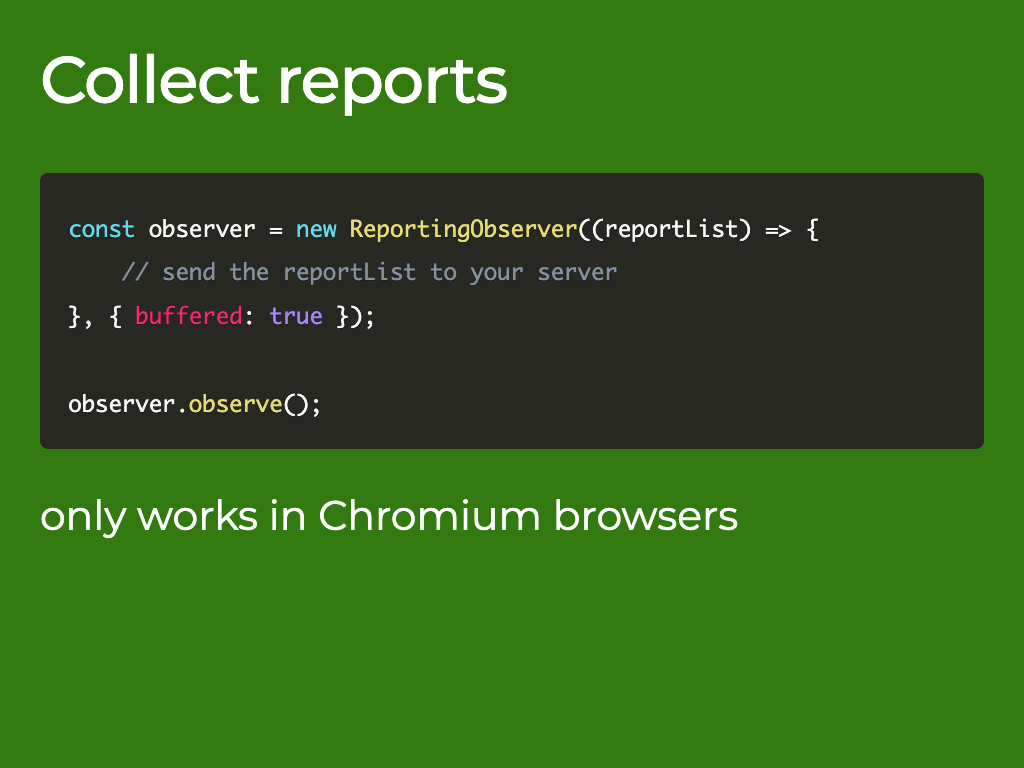 Collect reports
const observer = new ReportingObserver((reportList) => {
    // send the reportList to your server
}, { buffered: true });
observer.observe();
only works in Chromium browsers